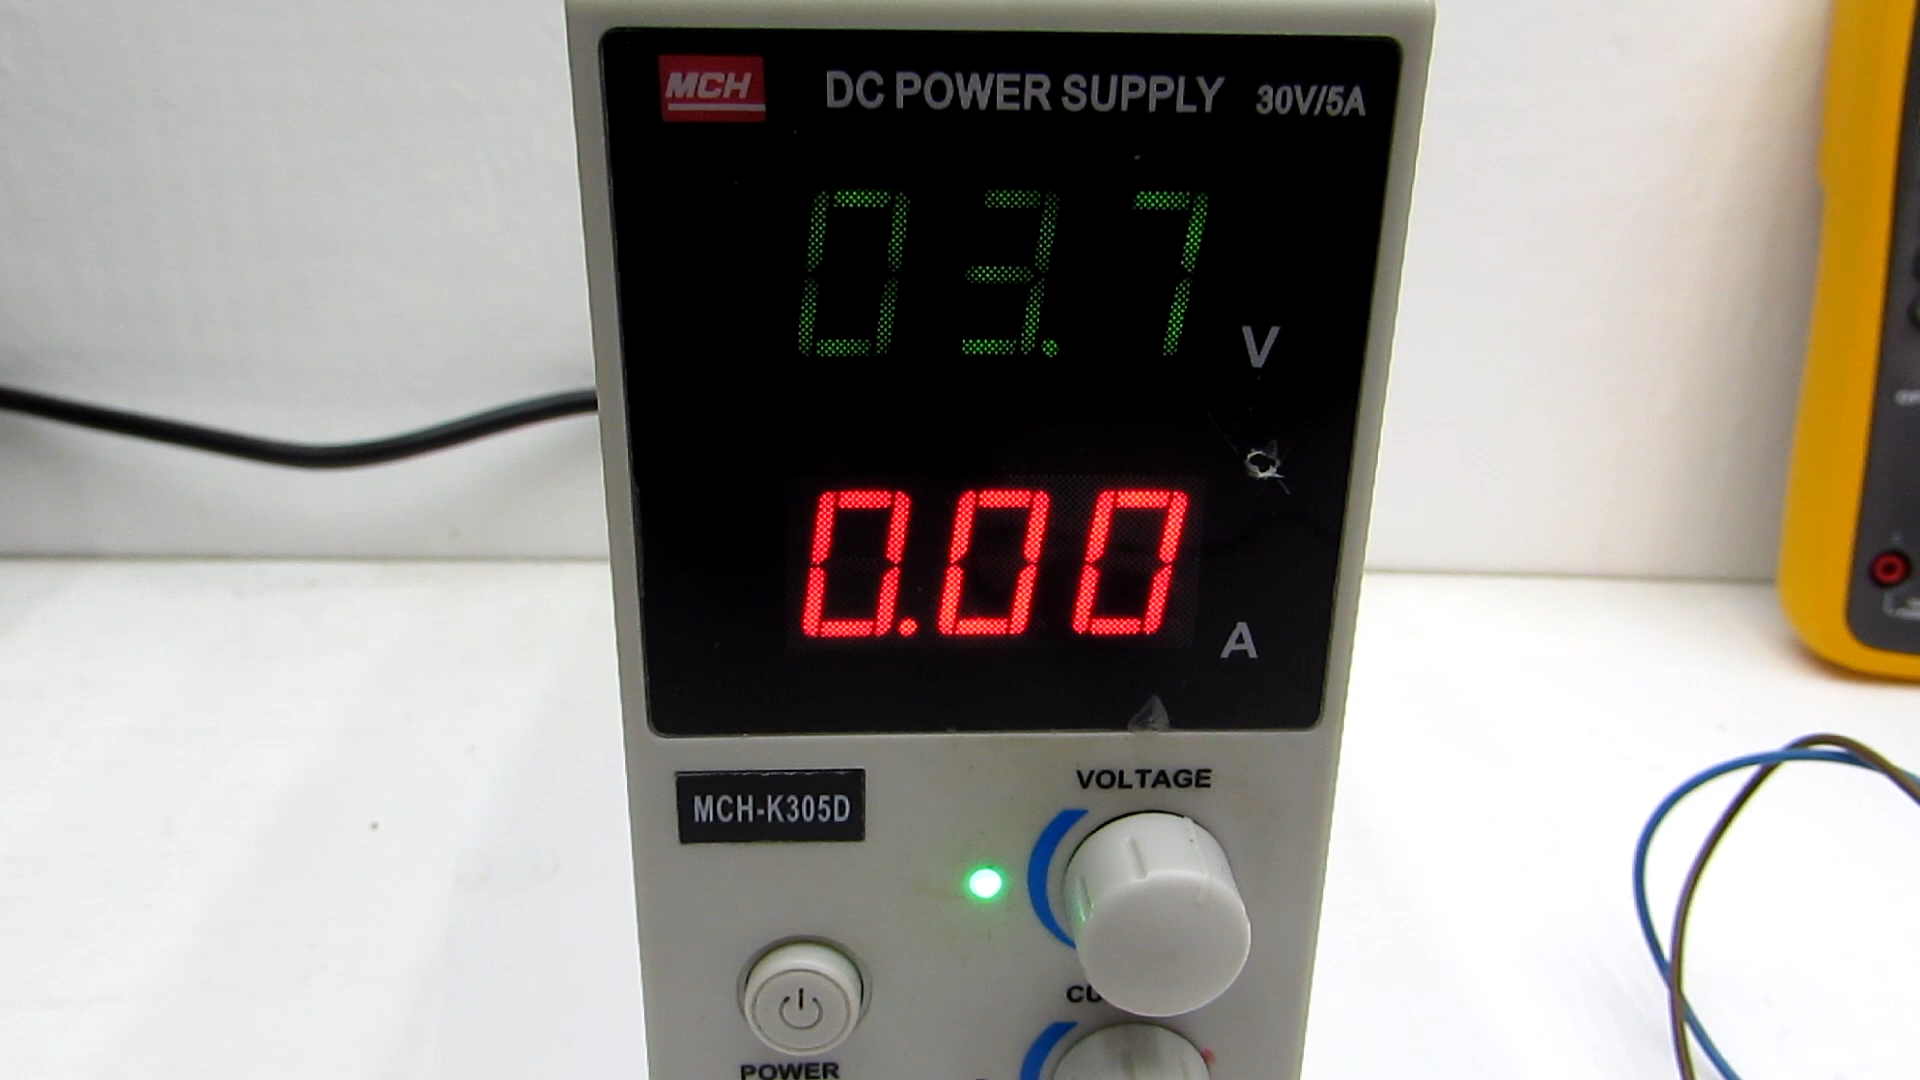 MCH
DC POWER SUPPLY 30V/5A
03.7 V
0.00 A
MCH-K305D
VOLTAGE
POWER